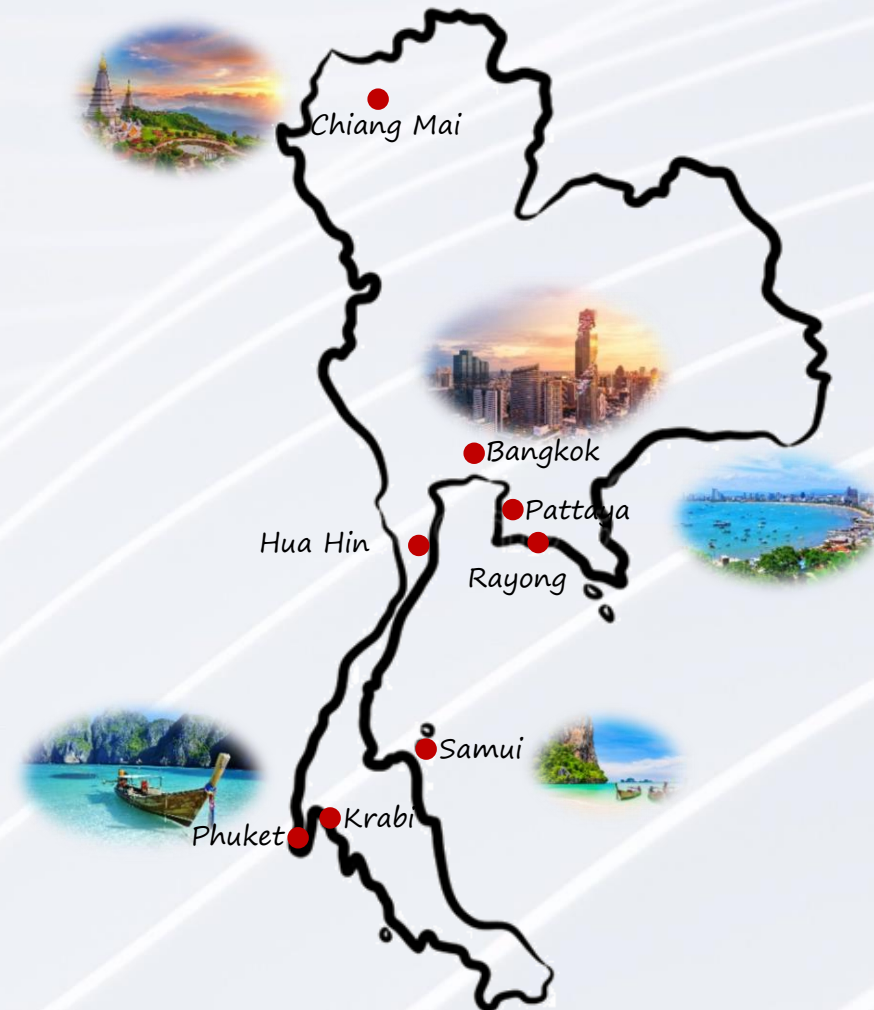 Chiang Mai
Bangkok
Pattaya
Hua Hin
Rayong
Samui
Krabi
Phuket